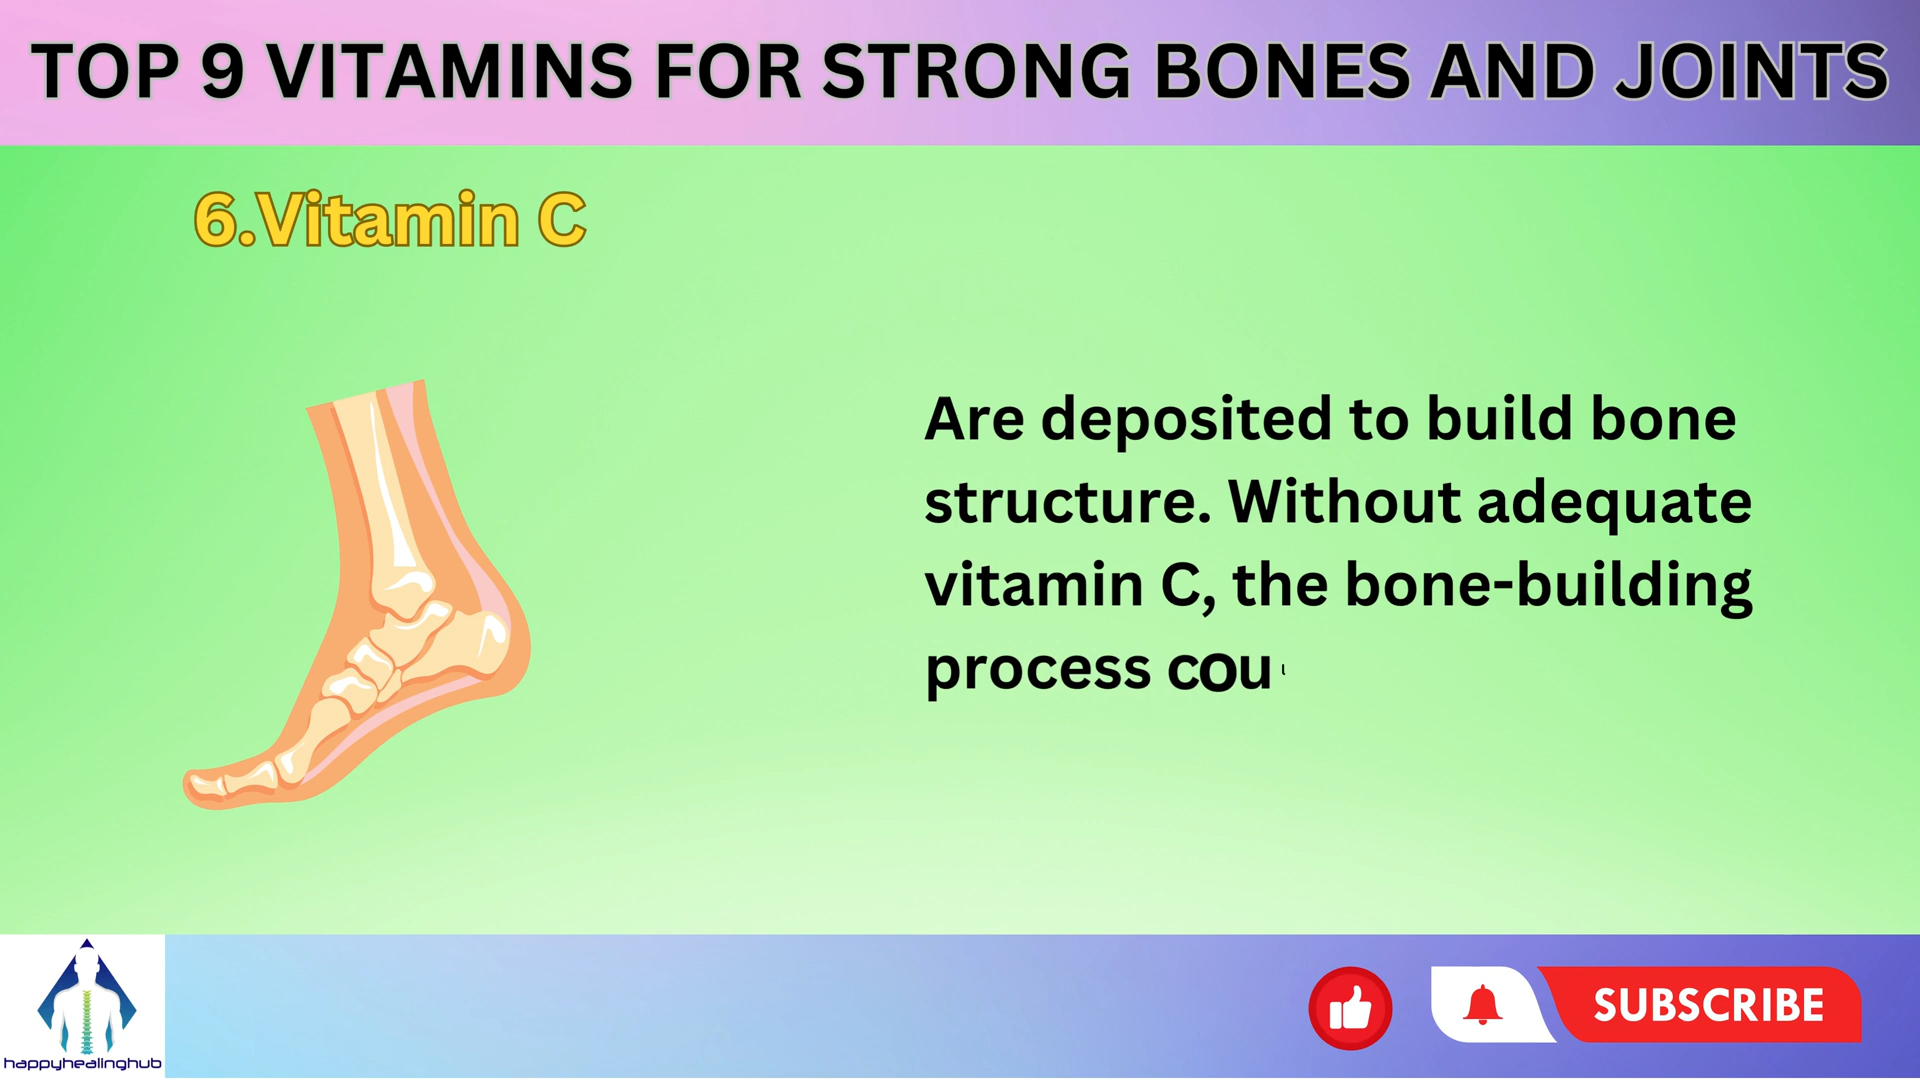 TOP 9 VITAMINS FOR STRONG BONES AND JOINTS
6.Vitamin C
Are deposited to build bone
structure. Without adequate
vitamin C, the bone-building
process cou
happyhealinghub
SUBSCRIBE